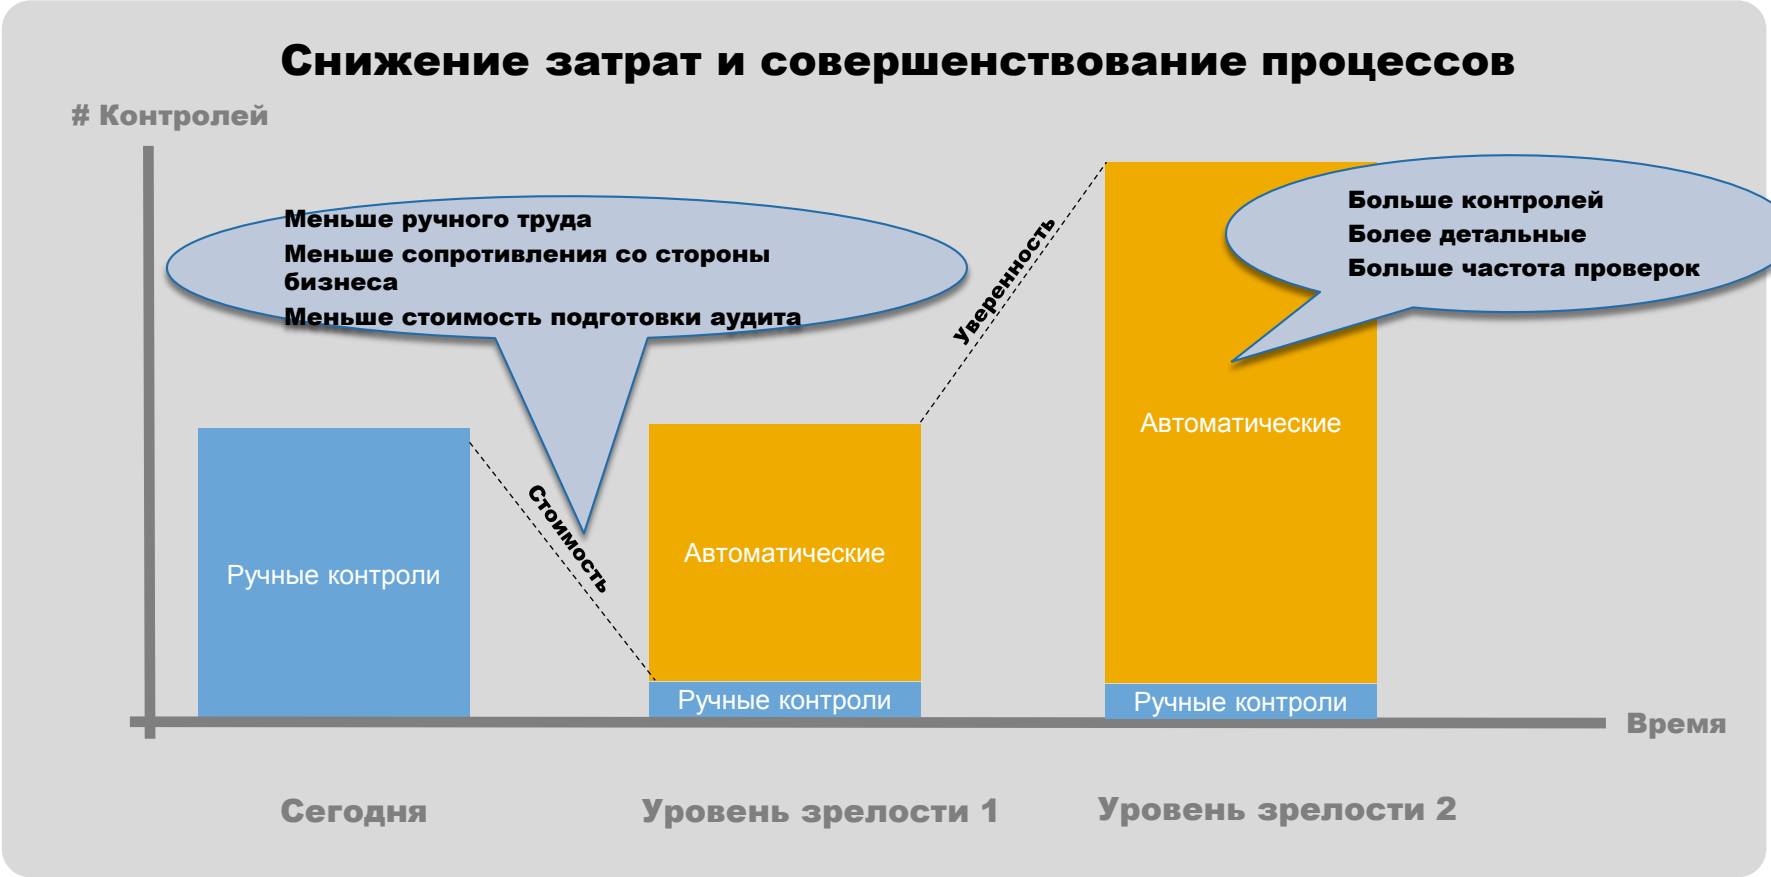 Снижение затрат и совершенствование процессов
# Контролей
Меньше ручного труда
Меньше сопротивления со стороны
бизнеса
Меньше стоимость подготовки аудита
Больше контролей
Более детальные
Больше частота проверок
Уверенность
Стоимость
Ручные контроли
Автоматические
Ручные контроли
Автоматические
Ручные контроли
Время
Сегодня
Уровень зрелости 1
Уровень зрелости 2